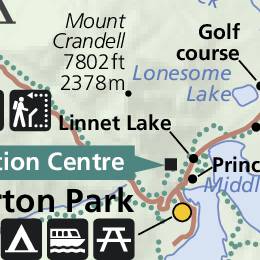 Mount
Crandell
7802 ft
2378 m
Golf
course
Lonesome
Lake
Linnet Lake
tion Centre
Princ
Middl
rton Park